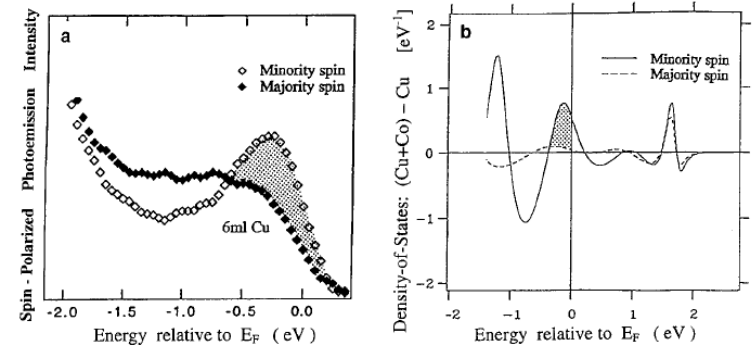 a
Minority spin
Majority spin
6ml Cu
Spin - Polarized Photoemission Intensity
-2.0 -1.5 -1.0 -0.5 0.0
Energy relative to E_F (eV)
b
Minority spin
Majority spin
Density-of-States: (Cu+Co) − Cu [eV⁻¹]
2
1
0
-1
-2
-2 -1 0 1 2
Energy relative to E_F (eV)